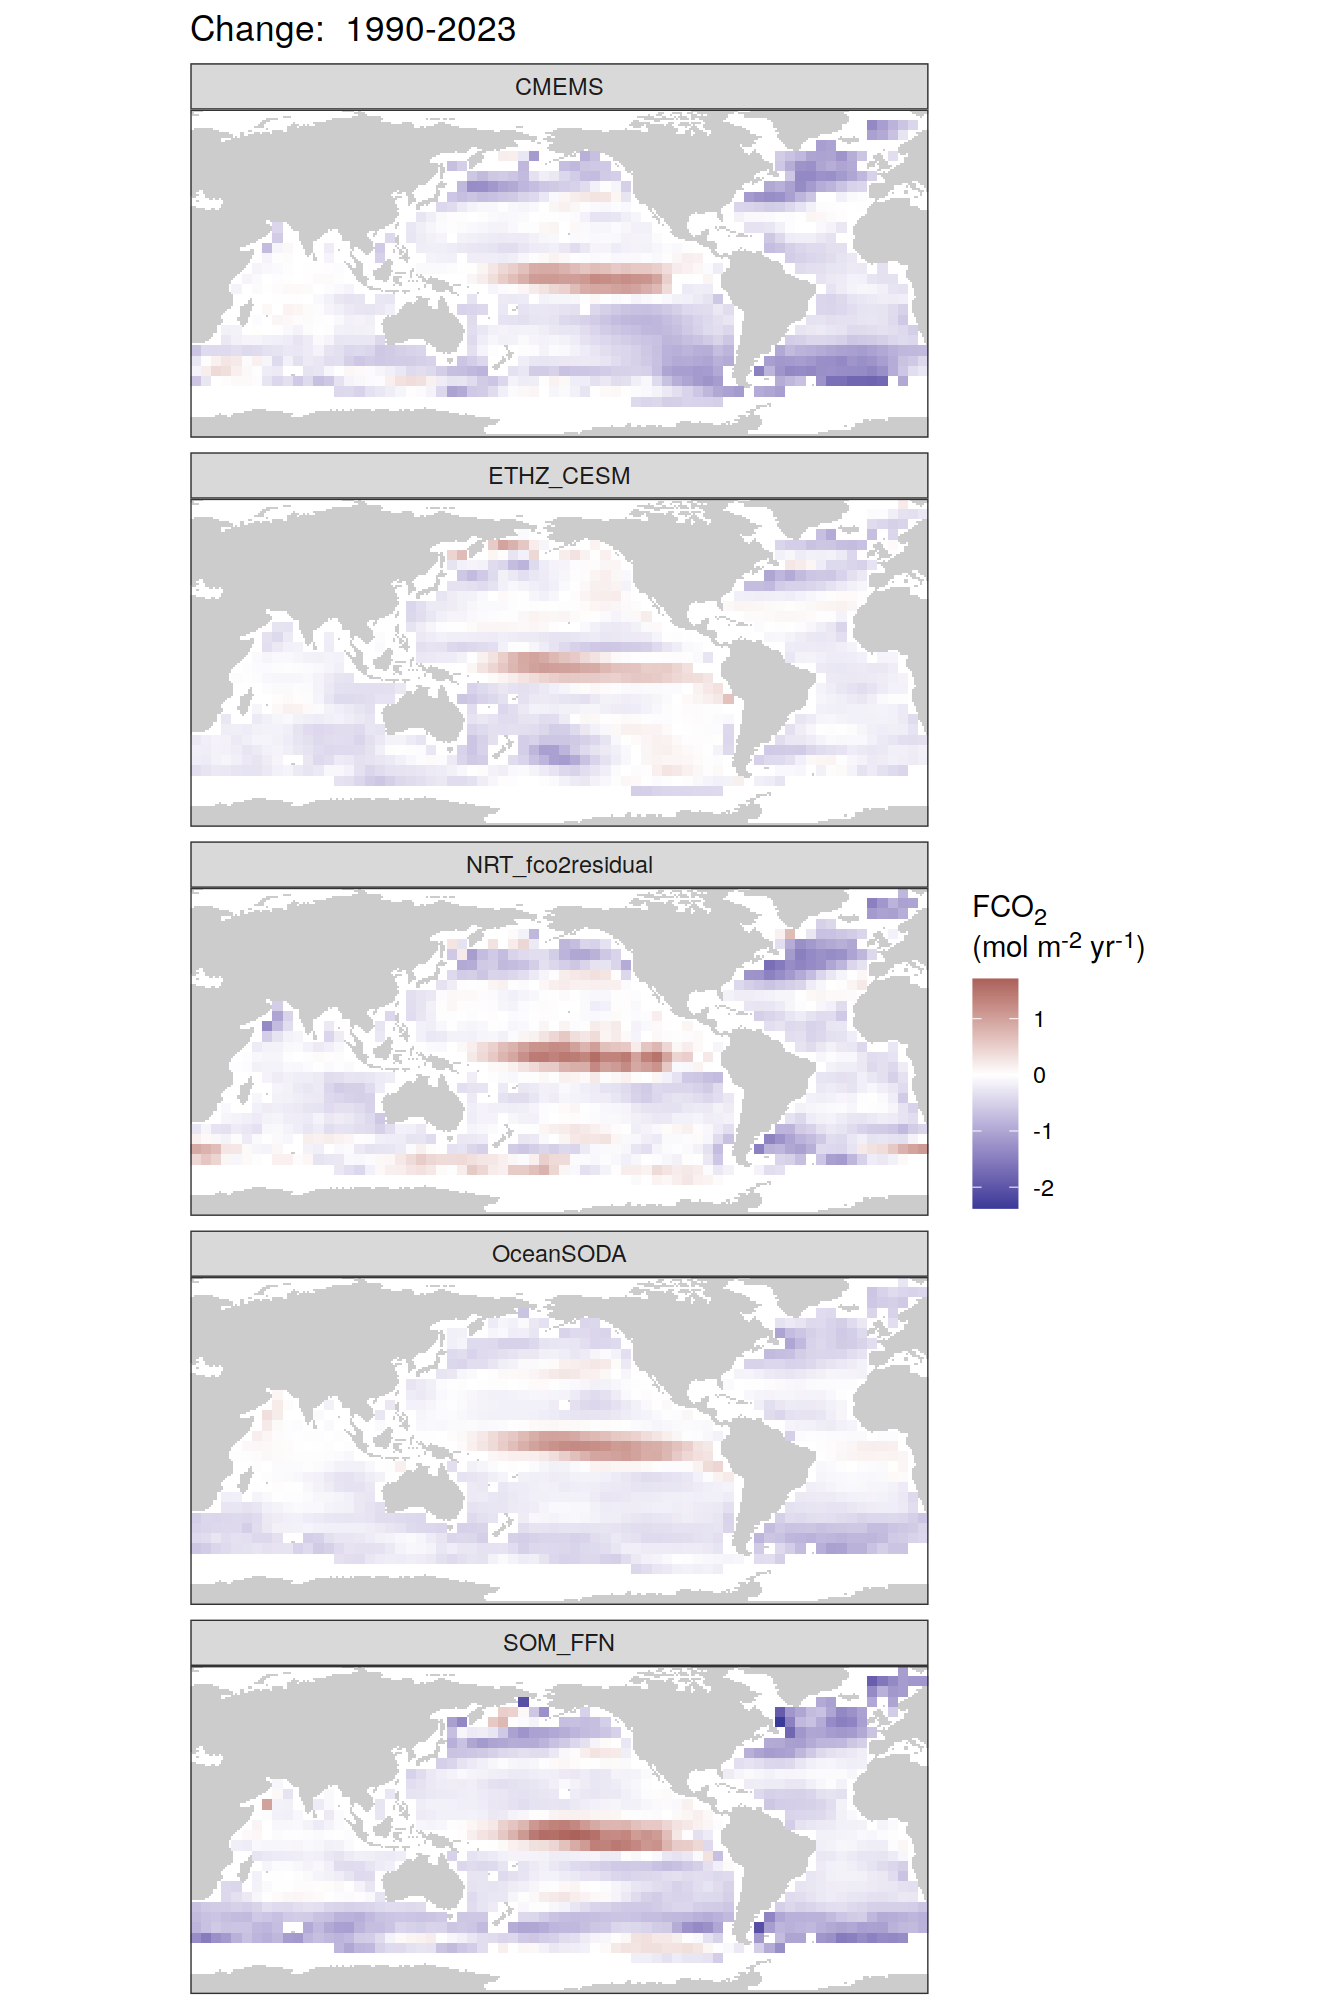 Change:  1990-2023
CMEMS
ETHZ_CESM
NRT_fco2residual
FCO₂
(mol m⁻² yr⁻¹)
1
0
-1
-2
OceanSODA
SOM_FFN